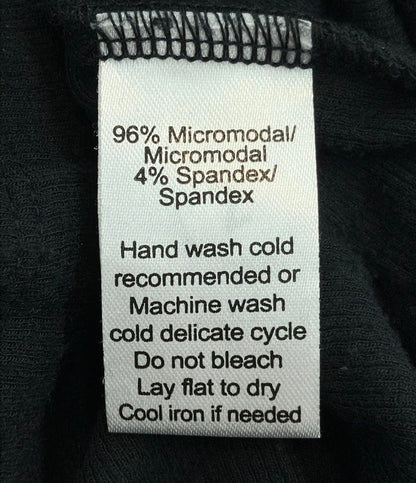 96% Micromodal/
Micromodal
4% Spandex/
Spandex
Hand wash cold
recommended or
Machine wash
cold delicate cycle
Do not bleach
Lay flat to dry
Cool iron if needed